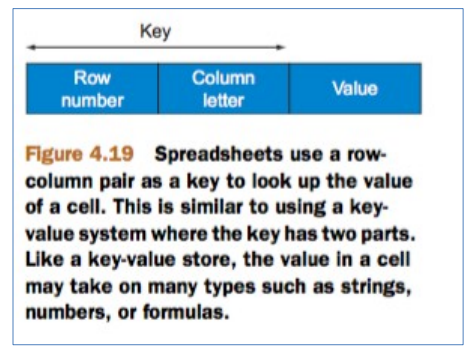 Key
Row number
Column letter
Value
Figure 4.19 Spreadsheets use a row-
column pair as a key to look up the value
of a cell. This is similar to using a key-
value system where the key has two parts.
Like a key-value store, the value in a cell
may take on many types such as strings,
numbers, or formulas.